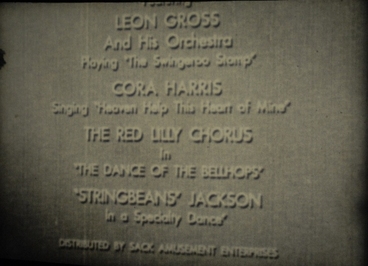 Featuring
LEON GROSS
And His Orchestra
Playing "The Swingaroo Stomp"
CORA HARRIS
Singing "Heaven Help This Heart of Mine"
THE RED LILLY CHORUS
in
"THE DANCE OF THE BELLHOPS"
"STRINGBEANS" JACKSON
In a Specialty Dance"
DISTRIBUTED BY SACK AMUSEMENT ENTERPRISES